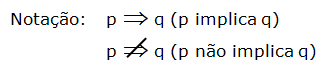 Notação: p ⟹ q (p implica q)
p ⇏ q (p não implica q)